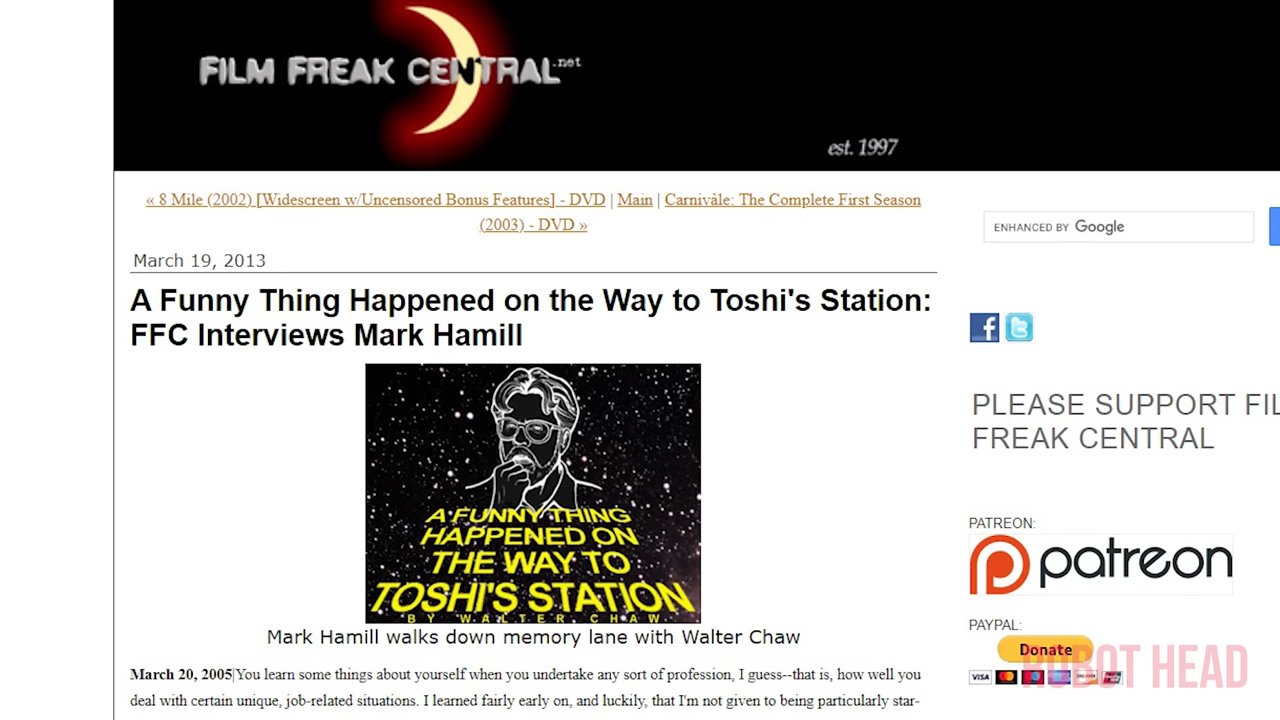 FILM FREAK CENTRAL.net
est. 1997
« 8 Mile (2002) [Widescreen w/Uncensored Bonus Features] - DVD | Main | Carnivàle: The Complete First Season
(2003) - DVD »
ENHANCED BY Google
March 19, 2013
A Funny Thing Happened on the Way to Toshi's Station:
FFC Interviews Mark Hamill
A FUNNY THING
HAPPENED ON
THE WAY TO
TOSHI'S STATION
BY WALTER CHAW
Mark Hamill walks down memory lane with Walter Chaw
March 20, 2005|You learn some things about yourself when you undertake any sort of profession, I guess--that is, how well you
deal with certain unique, job-related situations. I learned fairly early on, and luckily, that I'm not given to being particularly star-
PLEASE SUPPORT FIL
FREAK CENTRAL
PATREON:
patreon
PAYPAL:
Donate
VISA
ROBOT HEAD